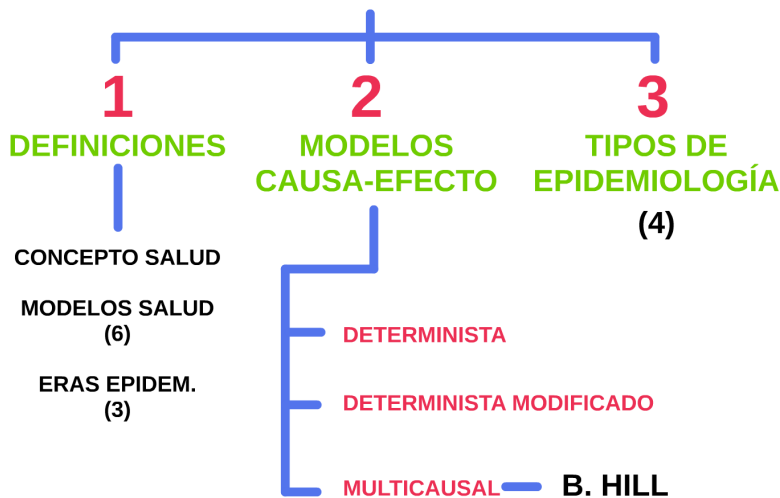 1
DEFINICIONES
CONCEPTO SALUD
MODELOS SALUD
(6)
ERAS EPIDEM.
(3)
2
MODELOS
CAUSA-EFECTO
DETERMINISTA
DETERMINISTA MODIFICADO
MULTICAUSAL B. HILL
3
TIPOS DE
EPIDEMIOLOGÍA
(4)